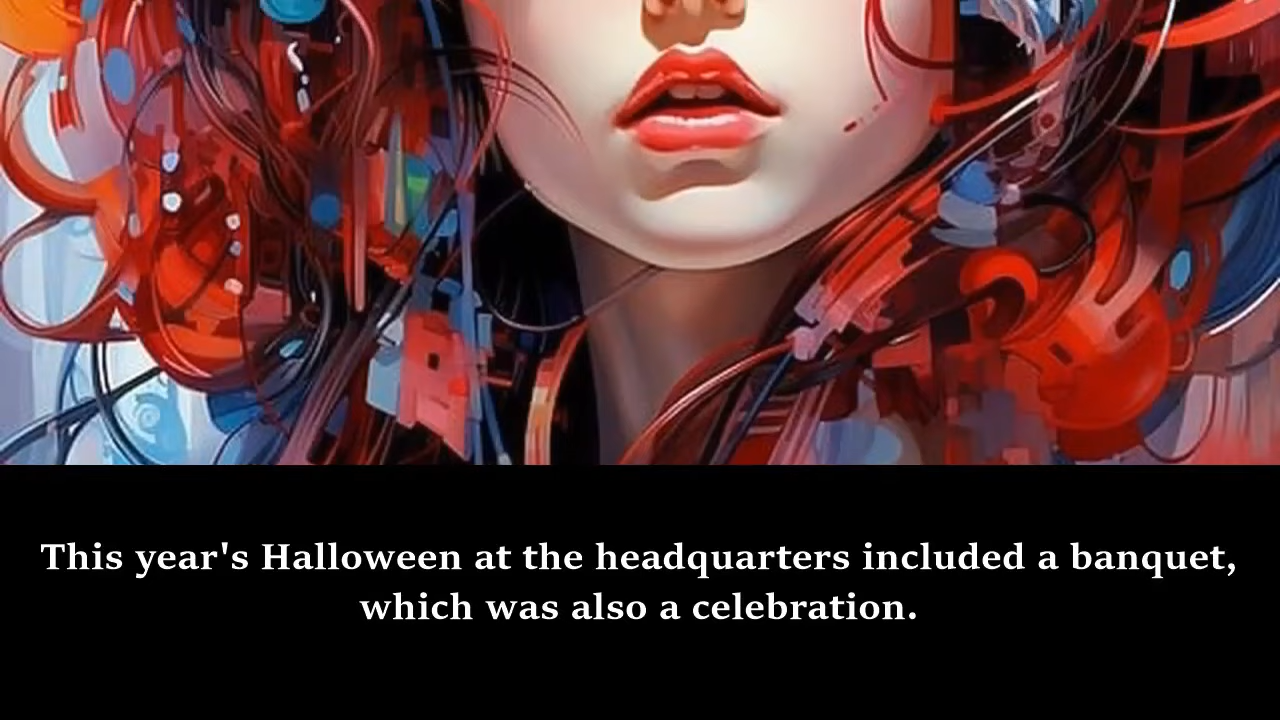 This year's Halloween at the headquarters included a banquet,
which was also a celebration.